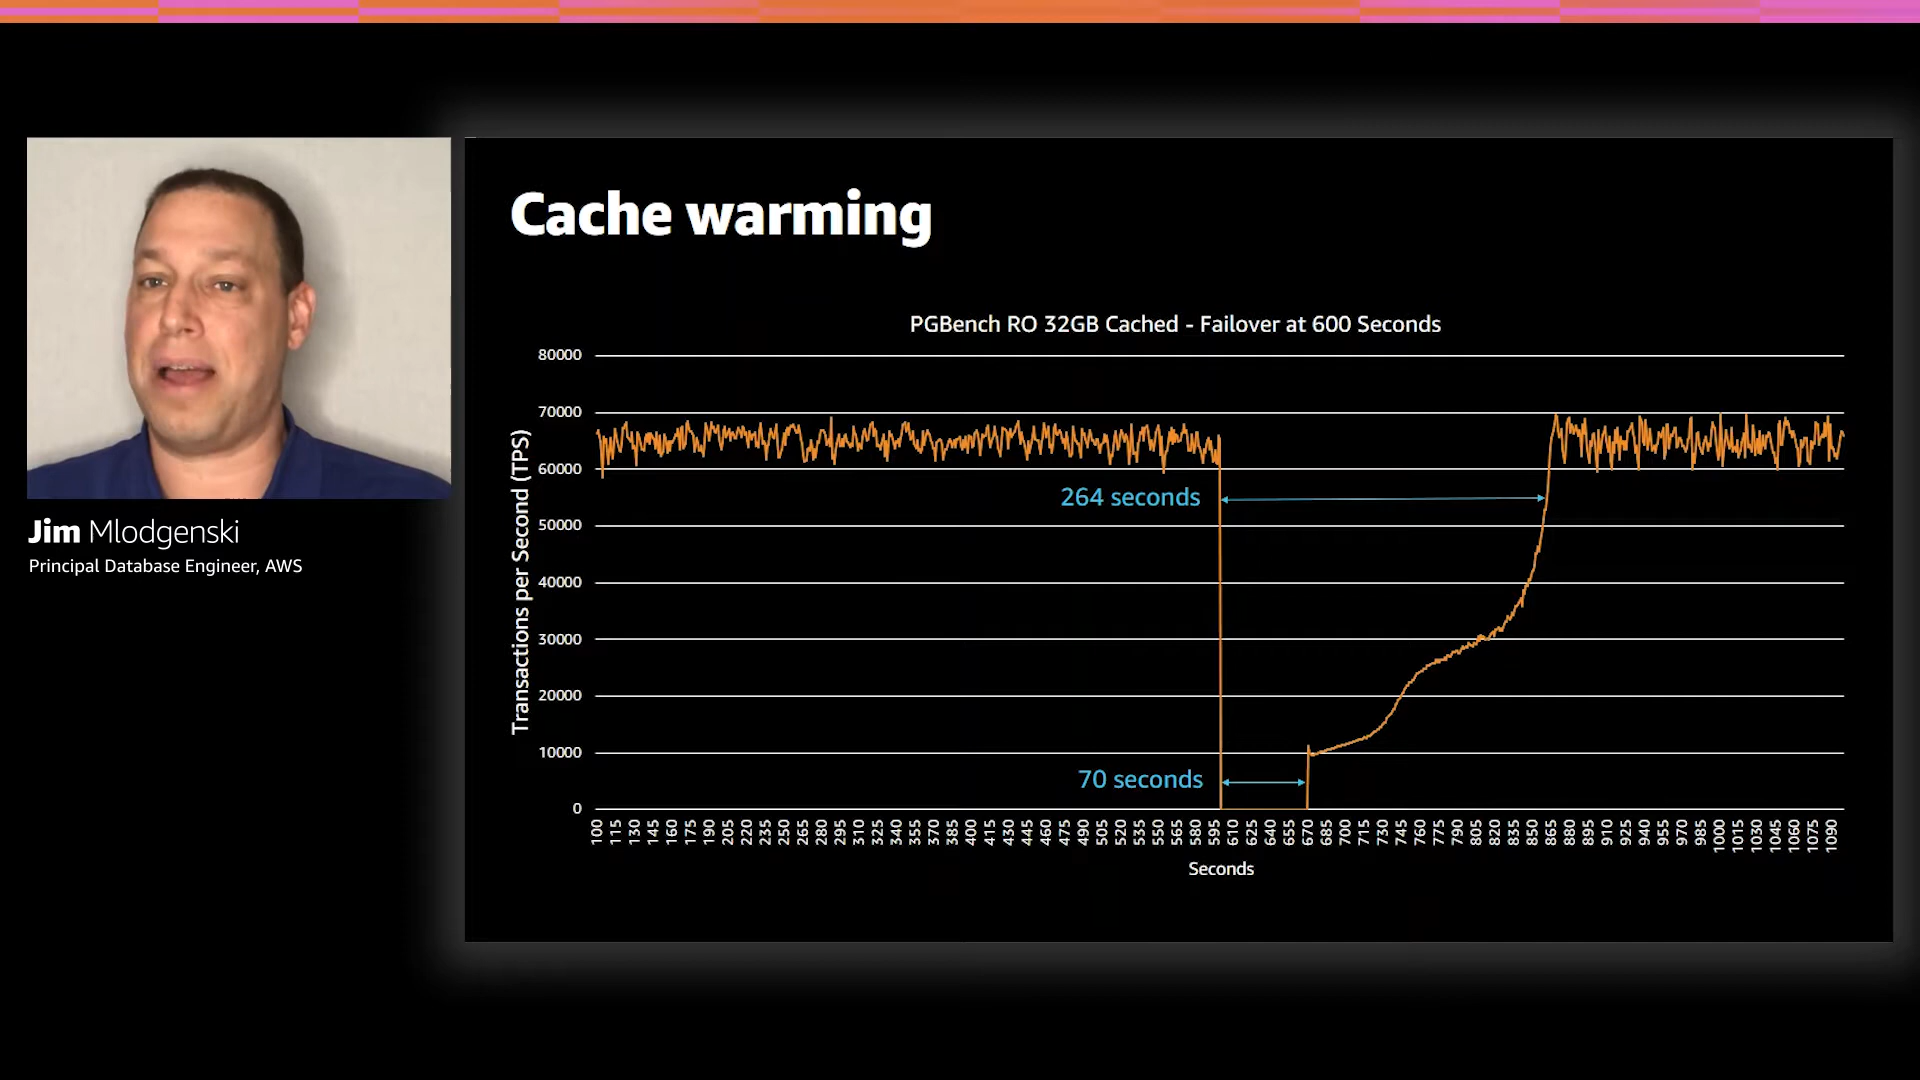 Cache warming
PGBench RO 32GB Cached - Failover at 600 Seconds
Transactions per Second (TPS)
80000
70000
60000
50000
40000
30000
20000
10000
0
264 seconds
70 seconds
100 115 130 145 160 175 190 205 220 235 250 265 280 295 310 325 340 355 370 385 400 415 430 445 460 475 490 505 520 535 550 565 580 595 610 625 640 655 670 685 700 715 730 745 760 775 790 805 820 835 850 865 880 895 910 925 940 955 970 985 1000 1015 1030 1045 1060 1075 1090
Seconds
Jim Mlodgenski
Principal Database Engineer, AWS